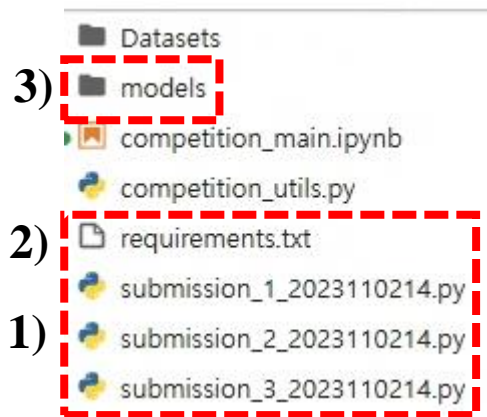 Datasets
3) models
competition_main.ipynb
competition_utils.py
2) requirements.txt
submission_1_2023110214.py
1) submission_2_2023110214.py
submission_3_2023110214.py